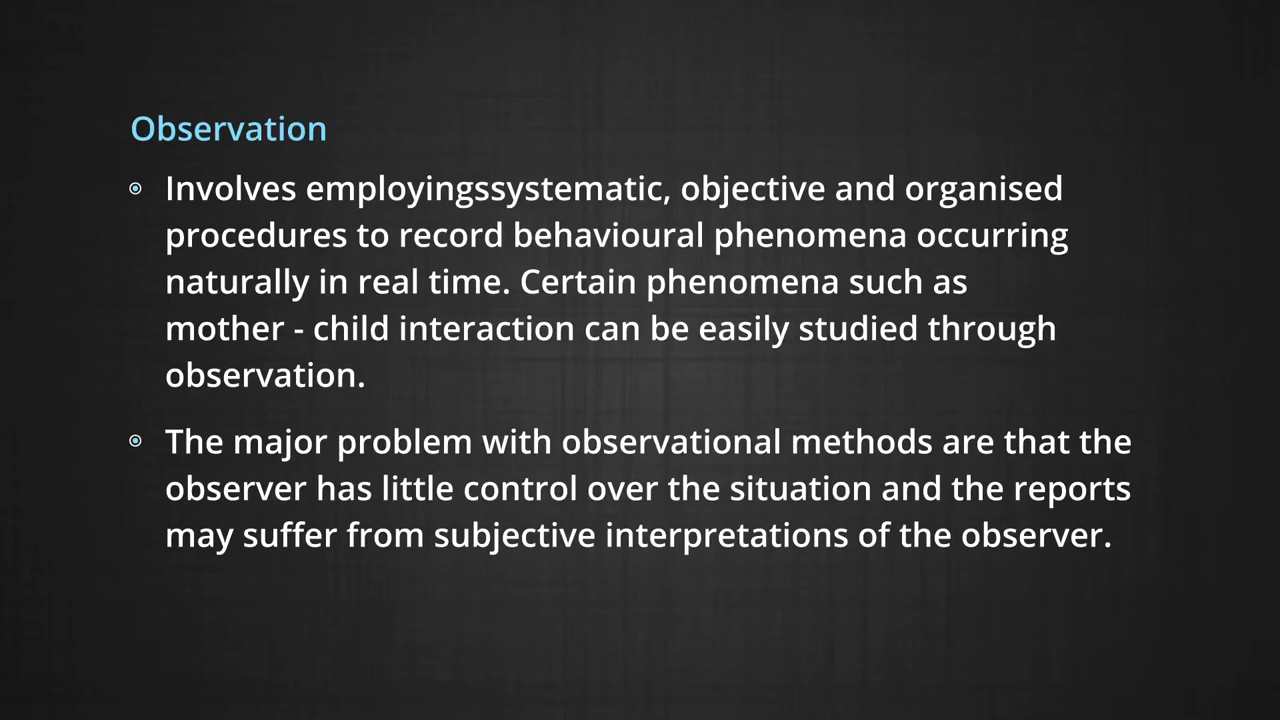 Observation
Involves employingssystematic, objective and organised
procedures to record behavioural phenomena occurring
naturally in real time. Certain phenomena such as
mother - child interaction can be easily studied through
observation.
The major problem with observational methods are that the
observer has little control over the situation and the reports
may suffer from subjective interpretations of the observer.